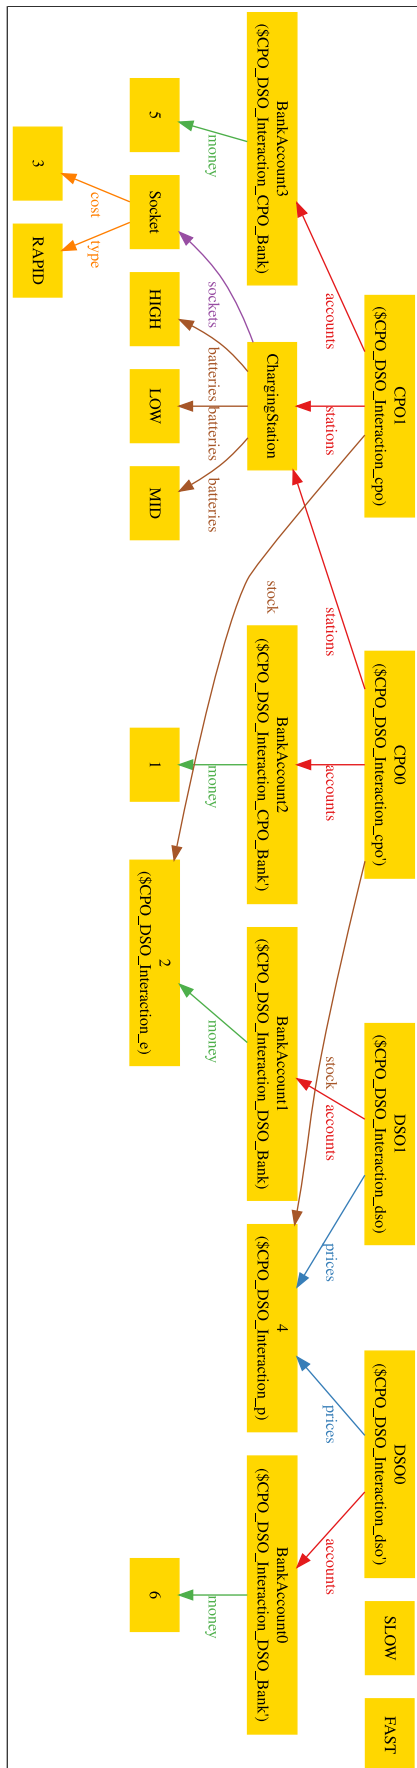 CPO1
($CPO_DSO_Interaction_cpo)
CPO0
($CPO_DSO_Interaction_cpo')
DSO1
($CPO_DSO_Interaction_dso)
DSO0
($CPO_DSO_Interaction_dso')
SLOW
FAST
accounts
stations
stations
accounts
stock
accounts
prices
prices
accounts
BankAccount3
($CPO_DSO_Interaction_CPO_Bank)
ChargingStation
stock
BankAccount2
($CPO_DSO_Interaction_CPO_Bank')
BankAccount1
($CPO_DSO_Interaction_DSO_Bank)
4
($CPO_DSO_Interaction_p)
BankAccount0
($CPO_DSO_Interaction_DSO_Bank')
money
sockets
batteries
batteries
batteries
money
money
money
5
Socket
HIGH
LOW
MID
1
2
($CPO_DSO_Interaction_e)
6
cost
type
3
RAPID